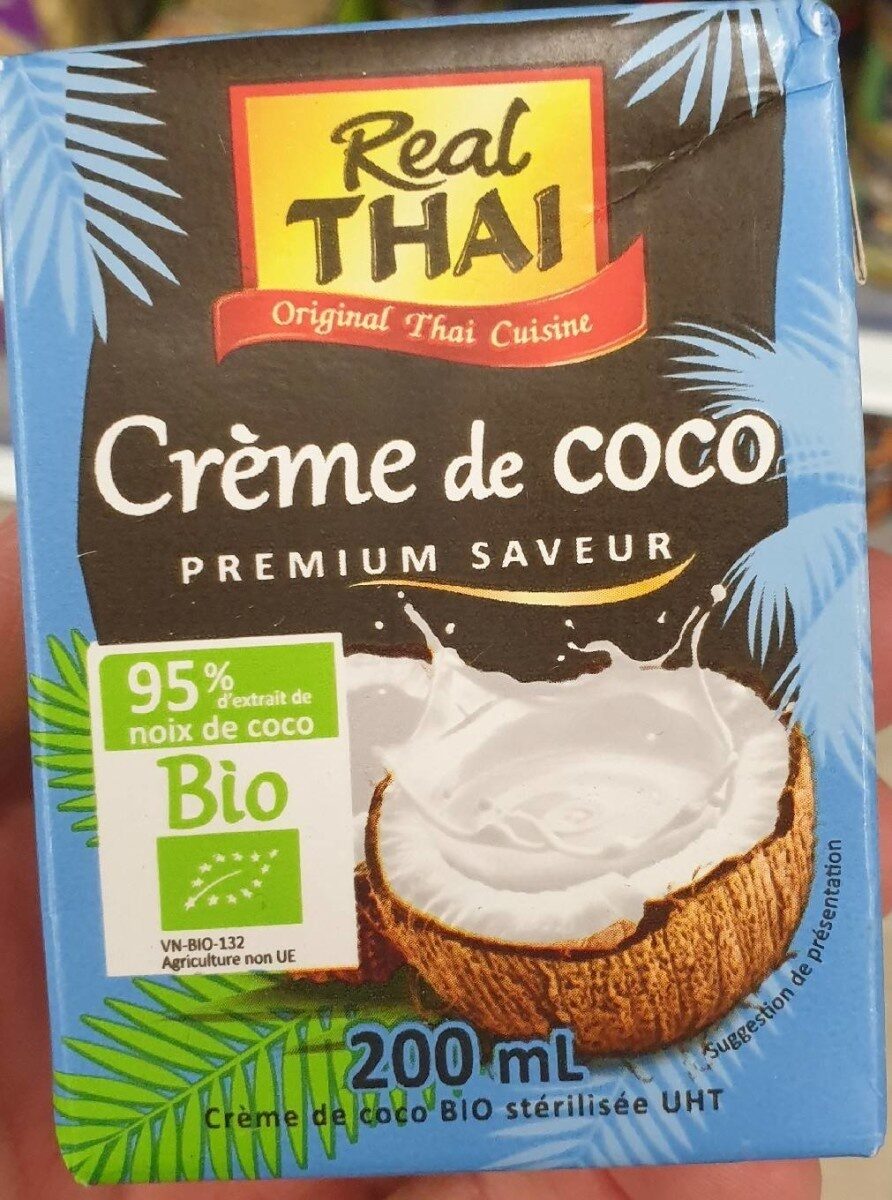 Real
THAI
Original Thai Cuisine
Crème de coco
PREMIUM SAVEUR
95%
d'extrait de
noix de coco
Bio
VN-BIO-132
Agriculture non UE
Suggestion de présentation
200 mL
Crème de coco BIO stérilisée UHT